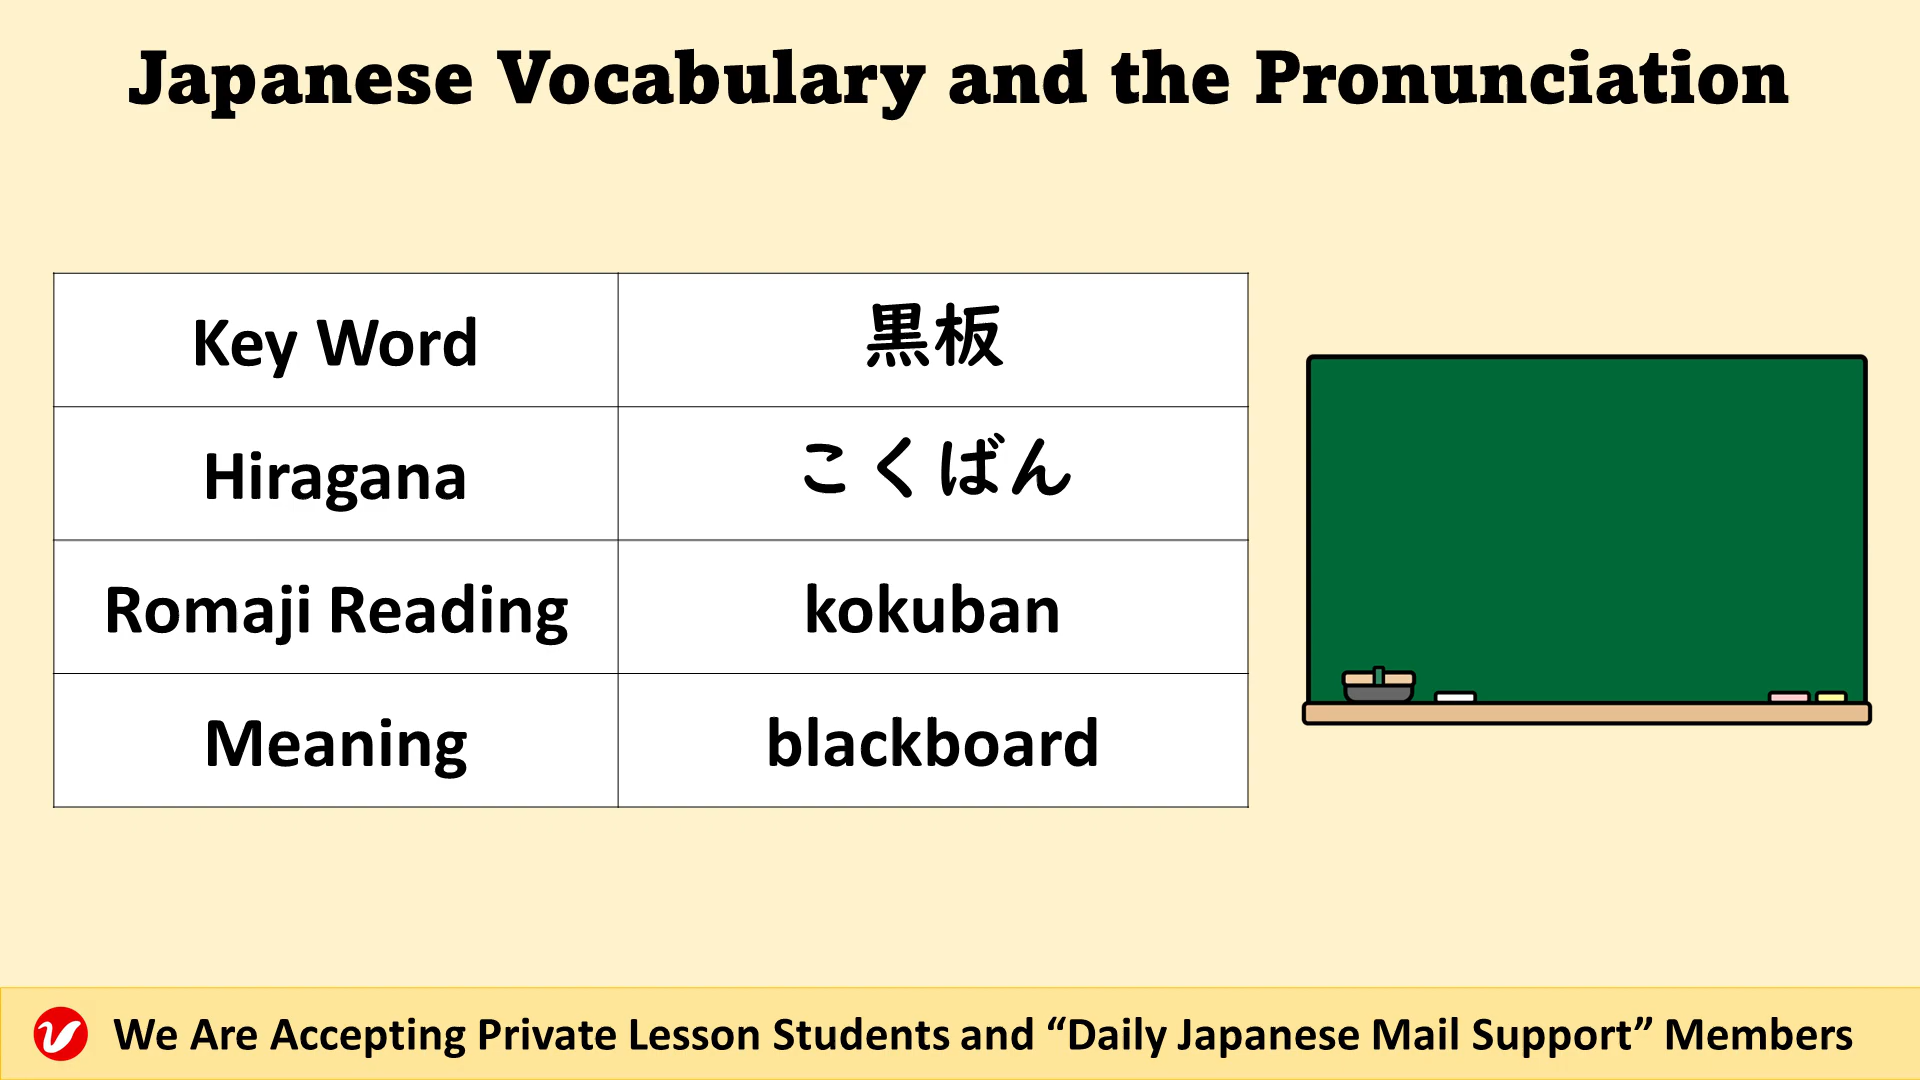 Japanese Vocabulary and the Pronunciation
Key Word 黒板
Hiragana こくばん
Romaji Reading kokuban
Meaning blackboard
We Are Accepting Private Lesson Students and “Daily Japanese Mail Support” Members